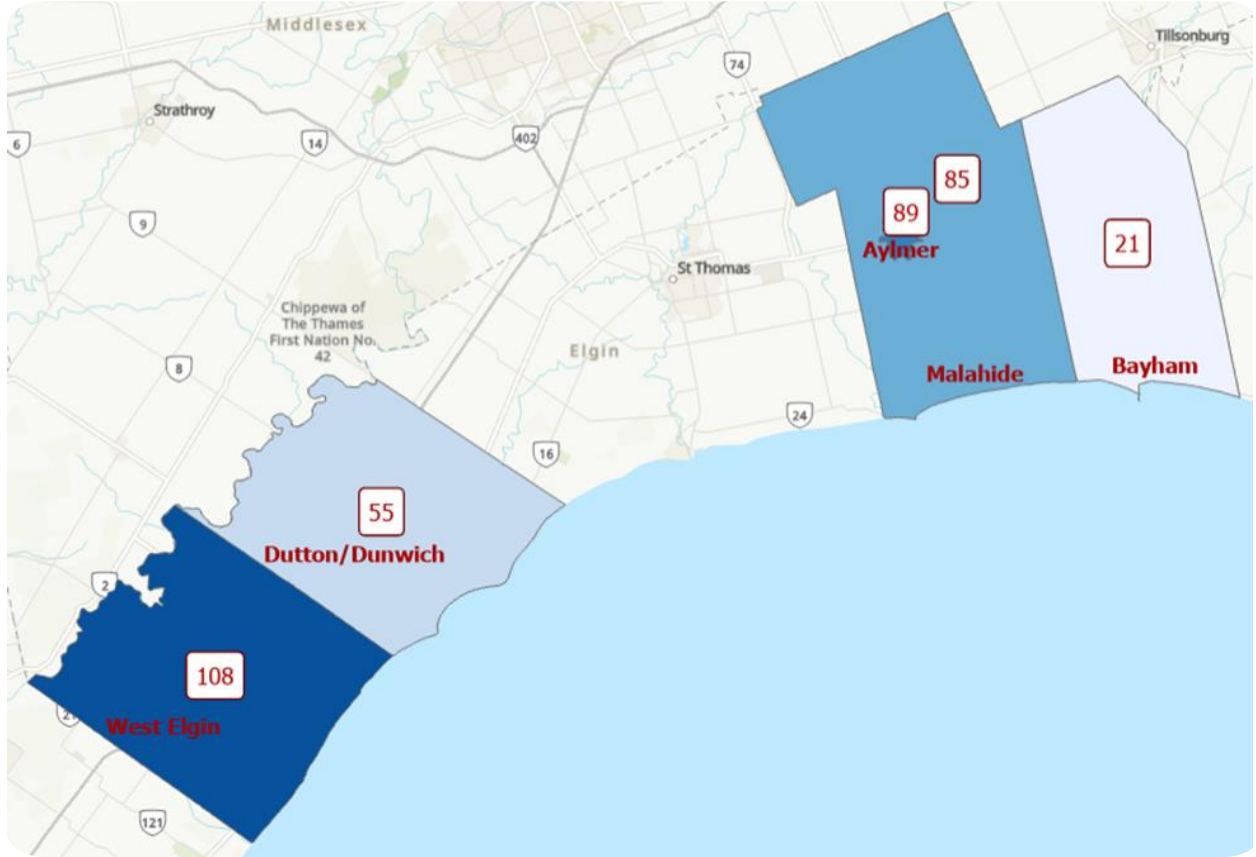 Middlesex
Tillsonburg
74
Strathroy
402
6
14
85
89
9
Aylmer
21
St Thomas
Chippewa of
The Thames
First Nation No.
42
Elgin
8
Malahide
Bayham
24
16
55
Dutton/Dunwich
2
108
West Elgin
121